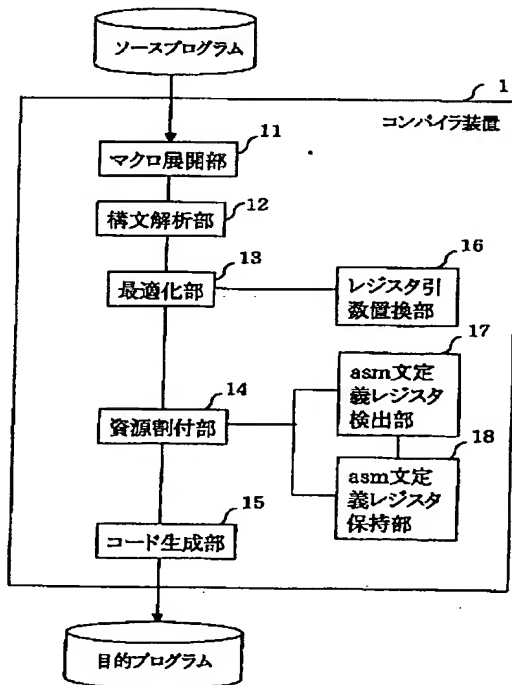 ソースプログラム
1
コンパイラ装置
11
マクロ展開部
12
構文解析部
13
最適化部
16
レジスタ引
数置換部
17
asm文定
義レジスタ
検出部
14
資源割付部
18
asm文定
義レジスタ
保持部
15
コード生成部
目的プログラム